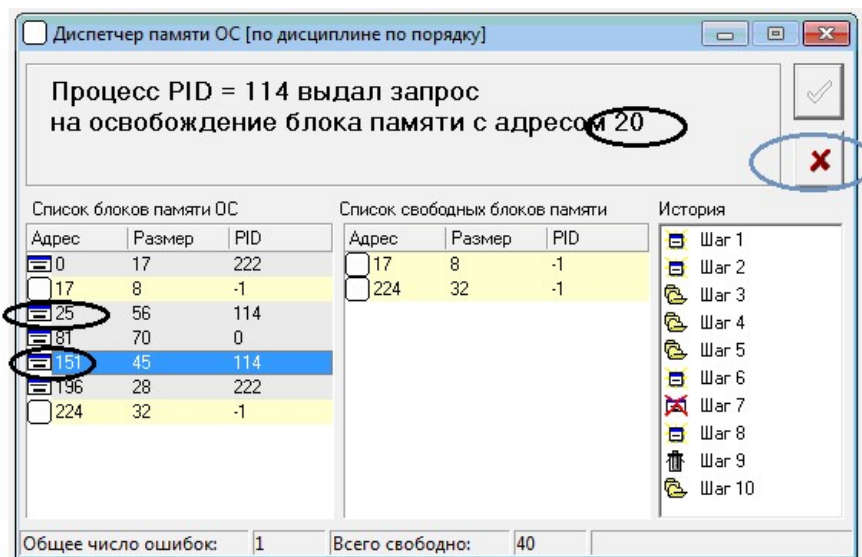 Диспетчер памяти ОС [по дисциплине по порядку]
Процесс PID = 114 выдал запрос
на освобождение блока памяти с адресом 20
Список блоков памяти ОС
Адрес Размер PID
0 17 222
17 8 -1
25 56 114
81 70 0
151 45 114
196 28 222
224 32 -1
Список свободных блоков памяти
Адрес Размер PID
17 8 -1
224 32 -1
История
Шаг 1
Шаг 2
Шаг 3
Шаг 4
Шаг 5
Шаг 6
Шаг 7
Шаг 8
Шаг 9
Шаг 10
Общее число ошибок: 1 Всего свободно: 40